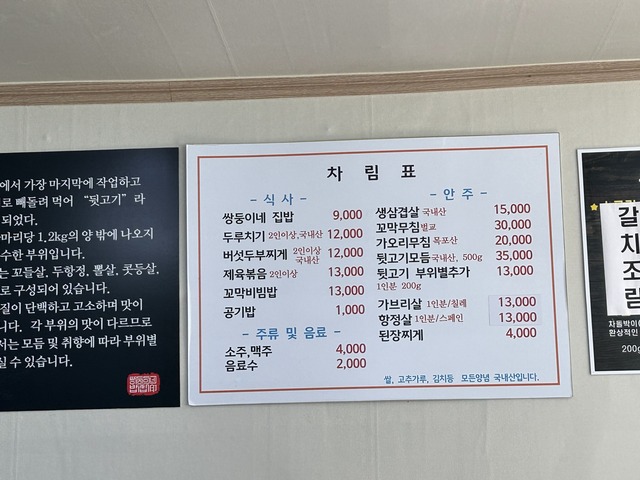 에서 가장 마지막에 작업하고
로 빼돌려 먹어 “뒷고기” 라
되었다.
마리당 1.2kg의 양 밖에 나오지
수한 부위입니다.
는 꼬들살, 두항정, 뽈살, 콧등살,
로 구성되어 있습니다.
질이 단백하고 고소하며 맛이
니다. 각 부위의 맛이 다르므로
서는 모듬 및 취향에 따라 부위별
실 수 있습니다.
차 림 표
- 식 사 -
쌍둥이네 집밥 9,000
두루치기 2인이상,국내산 12,000
버섯두부찌게 2인이상 국내산 12,000
제육볶음 2인이상 13,000
꼬막비빔밥 13,000
공기밥 1,000
- 주류 및 음료 -
소주,맥주 4,000
음료수 2,000
- 안 주 -
생삼겹살 국내산 15,000
꼬막무침 벌교 30,000
가오리무침 목포산 20,000
뒷고기모듬 국내산, 500g 35,000
뒷고기 부위별추가 13,000
1인분 200g
가브리살 1인분/칠레 13,000
항정살 1인분/스페인 13,000
된장찌게 4,000
쌀, 고추가루, 김치등 모든양념 국내산입니다.
갈
치
조
림
차돌박이(
환상적인
200g